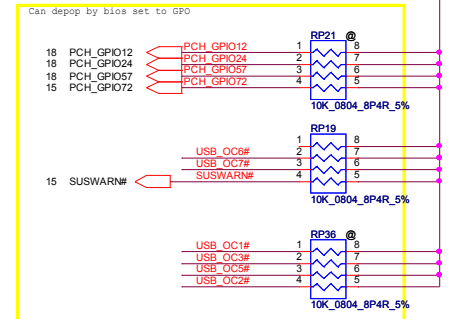 Can depop by bios set to GPO
RP21 @
18 PCH_GPIO12 PCH_GPIO12 1 8
18 PCH_GPIO24 PCH_GPIO24 2 7
18 PCH_GPIO57 PCH_GPIO57 3 6
15 PCH_GPIO72 PCH_GPIO72 4 5
10K_0804_8P4R_5%
RP19
1 8
USB_OC6# 2 7
USB_OC7# 3 6
15 SUSWARN# SUSWARN# 4 5
10K_0804_8P4R_5%
RP36 @
USB_OC1# 1 8
USB_OC3# 2 7
USB_OC5# 3 6
USB_OC2# 4 5
10K_0804_8P4R_5%